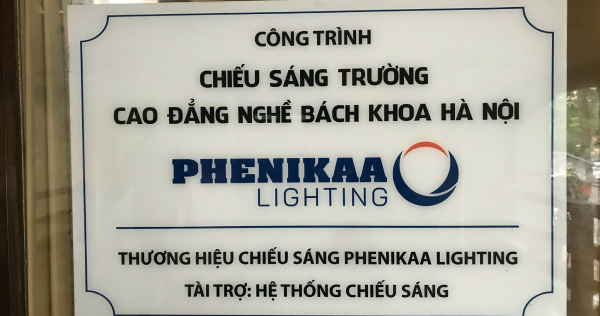 CÔNG TRÌNH
CHIẾU SÁNG TRƯỜNG
CAO ĐẲNG NGHỀ BÁCH KHOA HÀ NỘI
PHENIKAA
LIGHTING
THƯƠNG HIỆU CHIẾU SÁNG PHENIKAA LIGHTING
TÀI TRỢ: HỆ THỐNG CHIẾU SÁNG